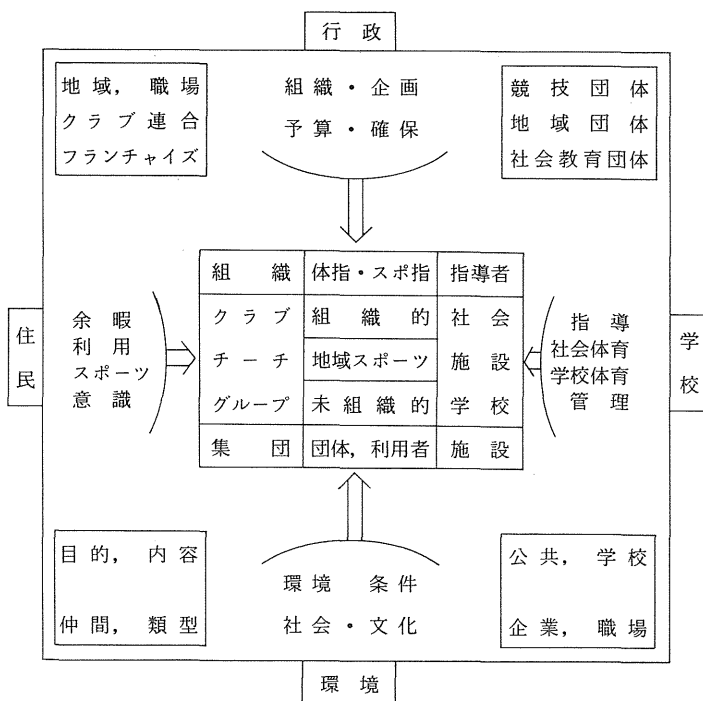 行政
地域，職場
クラブ連合
フランチャイズ
組織・企画
予算・確保
競技団体
地域団体
社会教育団体
組織
体指・スポ指
指導者
クラブ
チーチ
グループ
組織的
地域スポーツ
未組織的
社会
施設
学校
集団
団体，利用者
施設
住民
余暇
利用
スポーツ
意識
指導
社会体育
学校体育
管理
学校
目的，内容
仲間，類型
環境　条件
社会・文化
公共，学校
企業，職場
環境